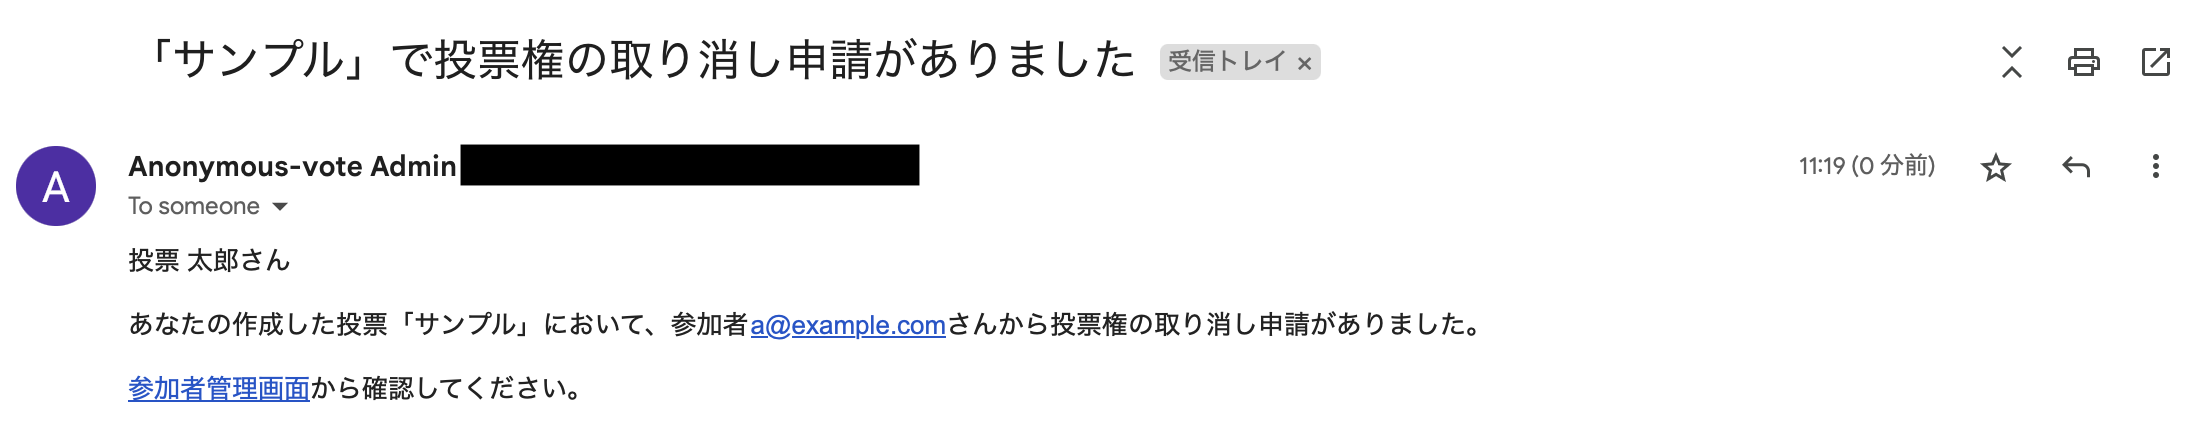 「サンプル」で投票権の取り消し申請がありました 受信トレイ ×
A
Anonymous-vote Admin
11:19 (0 分前)
To someone
投票 太郎さん
あなたの作成した投票「サンプル」において、参加者a@example.comさんから投票権の取り消し申請がありました。
参加者管理画面から確認してください。